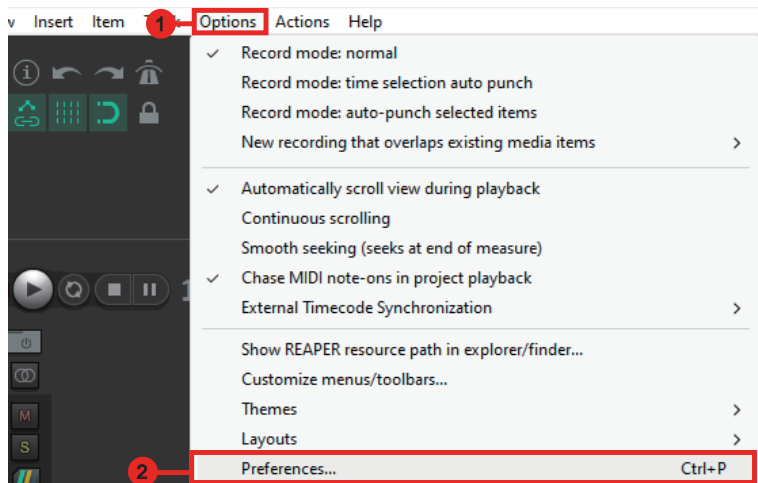 Insert Item Options Actions Help
1
Record mode: normal
Record mode: time selection auto punch
Record mode: auto-punch selected items
New recording that overlaps existing media items
Automatically scroll view during playback
Continuous scrolling
Smooth seeking (seeks at end of measure)
Chase MIDI note-ons in project playback
External Timecode Synchronization
Show REAPER resource path in explorer/finder...
Customize menus/toolbars...
Themes
M
Layouts
S
2
Preferences... Ctrl+P